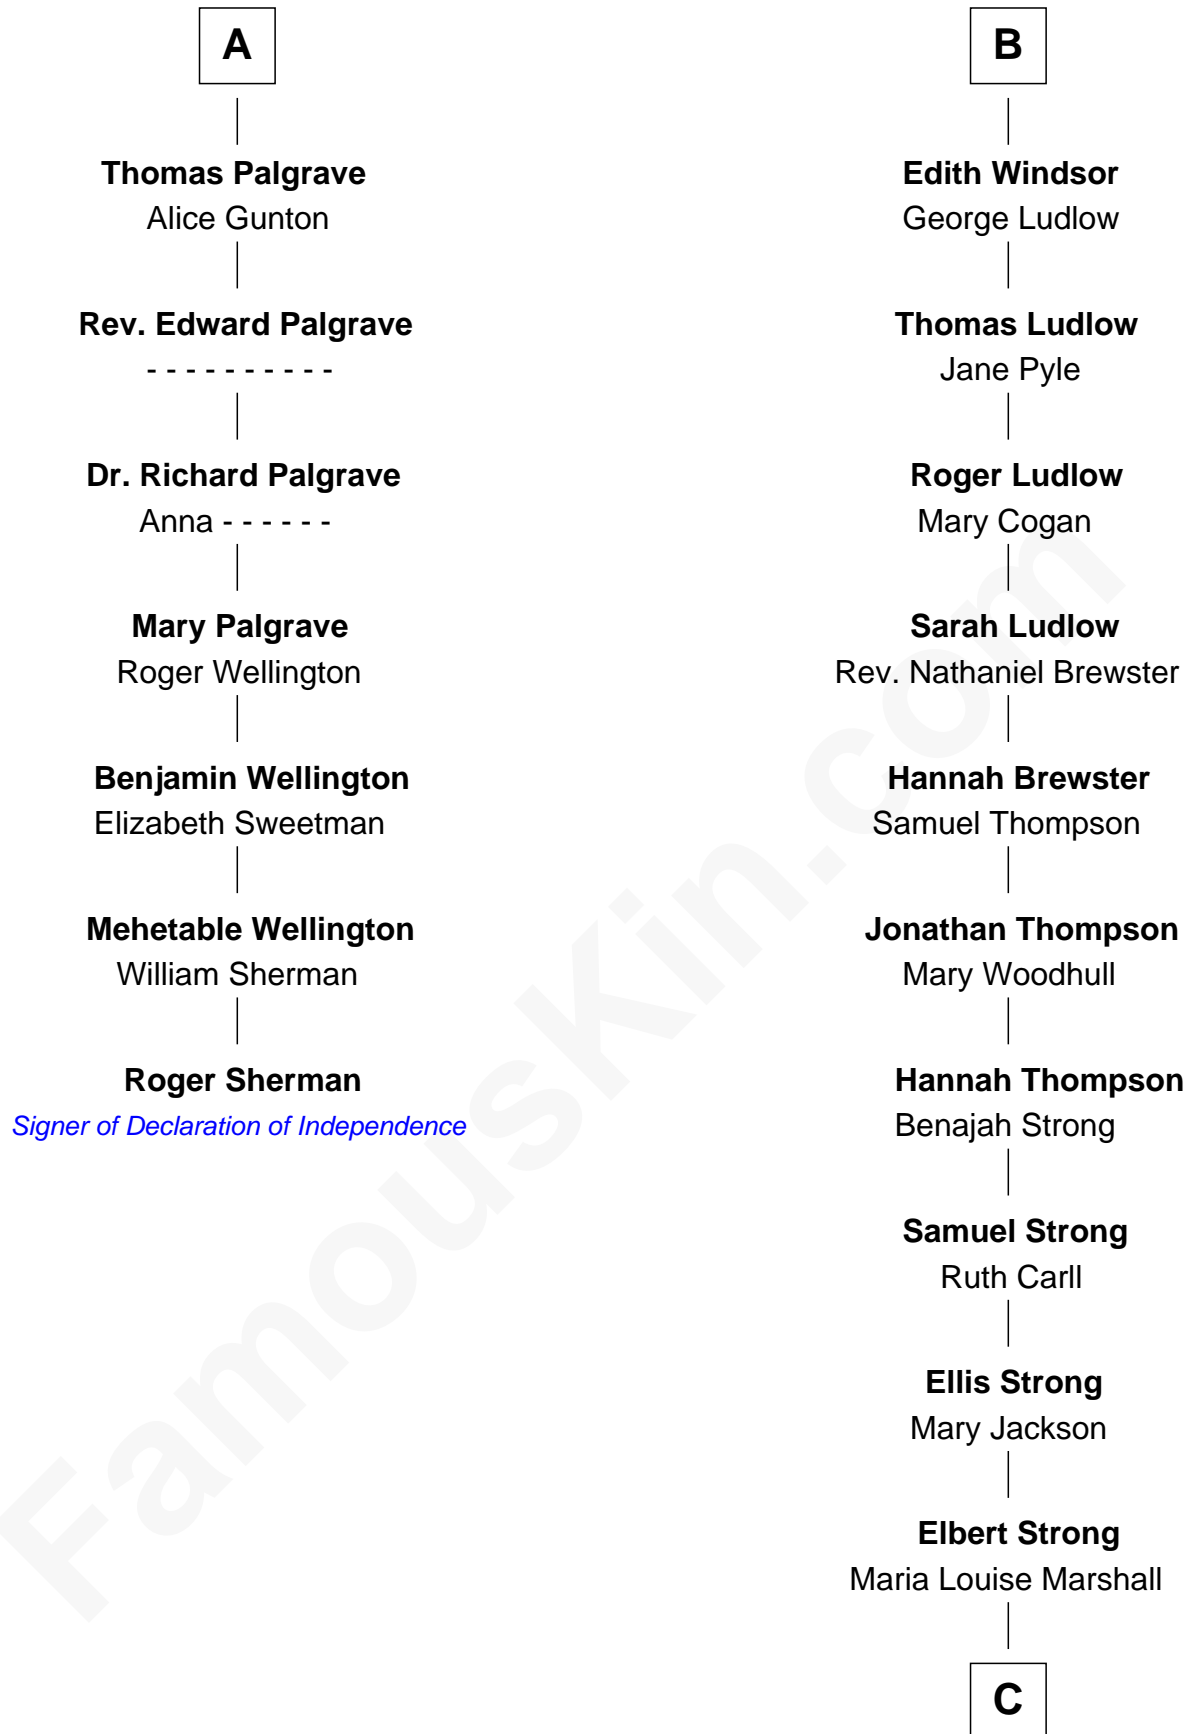 A
Thomas Palgrave
Alice Gunton
Rev. Edward Palgrave
- - - - - - - - - -
Dr. Richard Palgrave
Anna - - - - - -
Mary Palgrave
Roger Wellington
Benjamin Wellington
Elizabeth Sweetman
Mehetable Wellington
William Sherman
Roger Sherman
Signer of Declaration of Independence
B
Edith Windsor
George Ludlow
Thomas Ludlow
Jane Pyle
Roger Ludlow
Mary Cogan
Sarah Ludlow
Rev. Nathaniel Brewster
Hannah Brewster
Samuel Thompson
Jonathan Thompson
Mary Woodhull
Hannah Thompson
Benajah Strong
Samuel Strong
Ruth Carll
Ellis Strong
Mary Jackson
Elbert Strong
Maria Louise Marshall
C
FamousKin.com